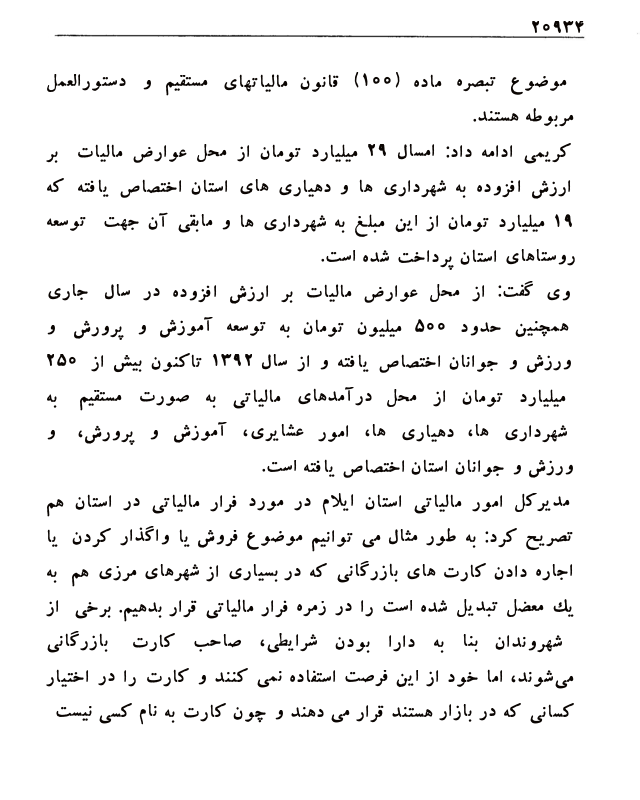 ۲۰۹۳۴
موضوع تبصره ماده (۱۰۰) قانون مالیاتهای مستقیم و دستورالعمل
مربوطه هستند.
کریمی ادامه داد: امسال ۲۹ میلیارد تومان از محل عوارض مالیات بر
ارزش افزوده به شهرداری ها و دهیاری های استان اختصاص یافته که
۱۹ میلیارد تومان از این مبلغ به شهرداری ها و مابقی آن جهت توسعه
روستاهای استان پرداخت شده است.
وی گفت: از محل عوارض مالیات بر ارزش افزوده در سال جاری
همچنین حدود ۵۰۰ میلیون تومان به توسعه آموزش و پرورش و
ورزش و جوانان اختصاص یافته و از سال ۱۳۹۲ تاکنون بیش از ۲۵۰
میلیارد تومان از محل درآمدهای مالیاتی به صورت مستقیم به
شهرداری ها، دهیاری ها، امور عشایری، آموزش و پرورش، و
ورزش و جوانان استان اختصاص یافته است.
مدیرکل امور مالیاتی استان ایلام در مورد فرار مالیاتی در استان هم
تصریح کرد: به طور مثال می توانیم موضوع فروش یا واگذار کردن یا
اجاره دادن کارت های بازرگانی که در بسیاری از شهرهای مرزی هم به
یك معضل تبدیل شده است را در زمره فرار مالیاتی قرار بدهیم. برخی از
شهروندان بنا به دارا بودن شرایطی، صاحب کارت بازرگانی
می‌شوند، اما خود از این فرصت استفاده نمی کنند و کارت را در اختیار
کسانی که در بازار هستند قرار می دهند و چون کارت به نام کسی نیست